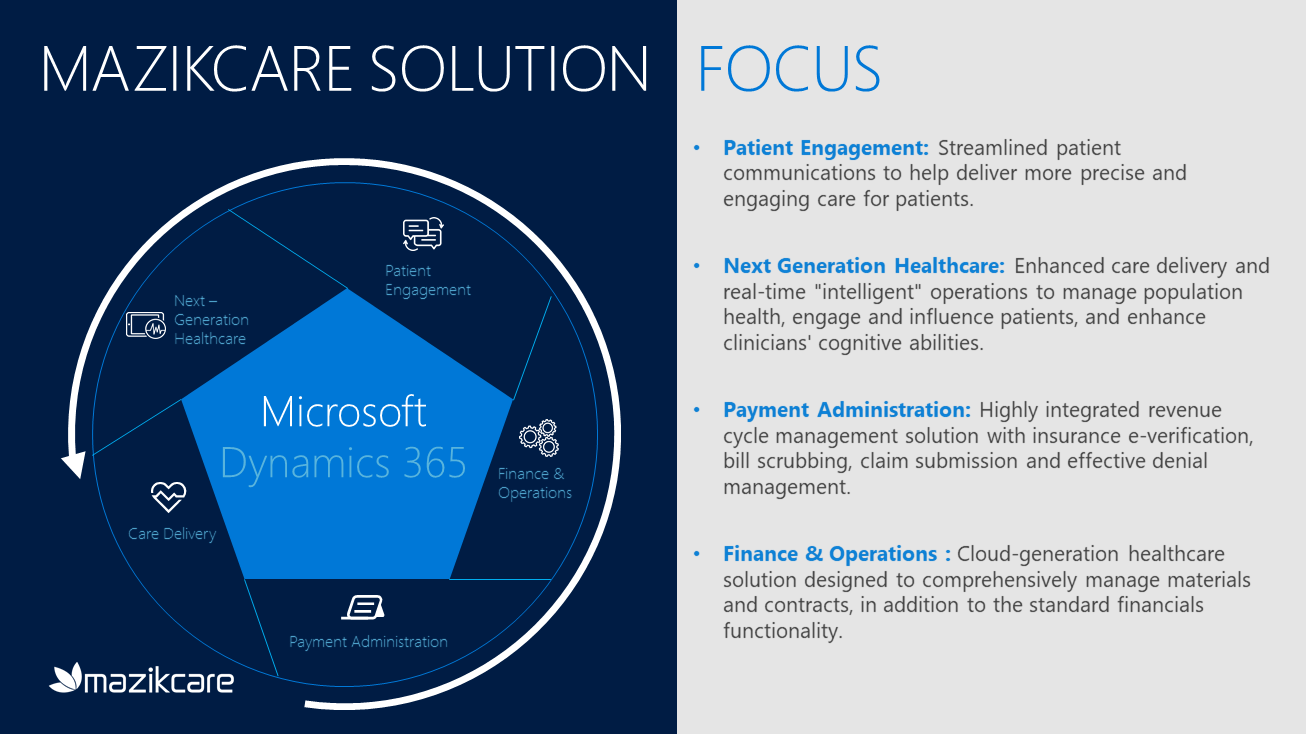 MAZIKCARE SOLUTION FOCUS
Patient
Engagement
Next –
Generation
Healthcare
Microsoft
Dynamics 365
Finance &
Operations
Care Delivery
Payment Administration
mazikcare
• Patient Engagement: Streamlined patient
communications to help deliver more precise and
engaging care for patients.
• Next Generation Healthcare: Enhanced care delivery and
real-time "intelligent" operations to manage population
health, engage and influence patients, and enhance
clinicians' cognitive abilities.
• Payment Administration: Highly integrated revenue
cycle management solution with insurance e-verification,
bill scrubbing, claim submission and effective denial
management.
• Finance & Operations : Cloud-generation healthcare
solution designed to comprehensively manage materials
and contracts, in addition to the standard financials
functionality.